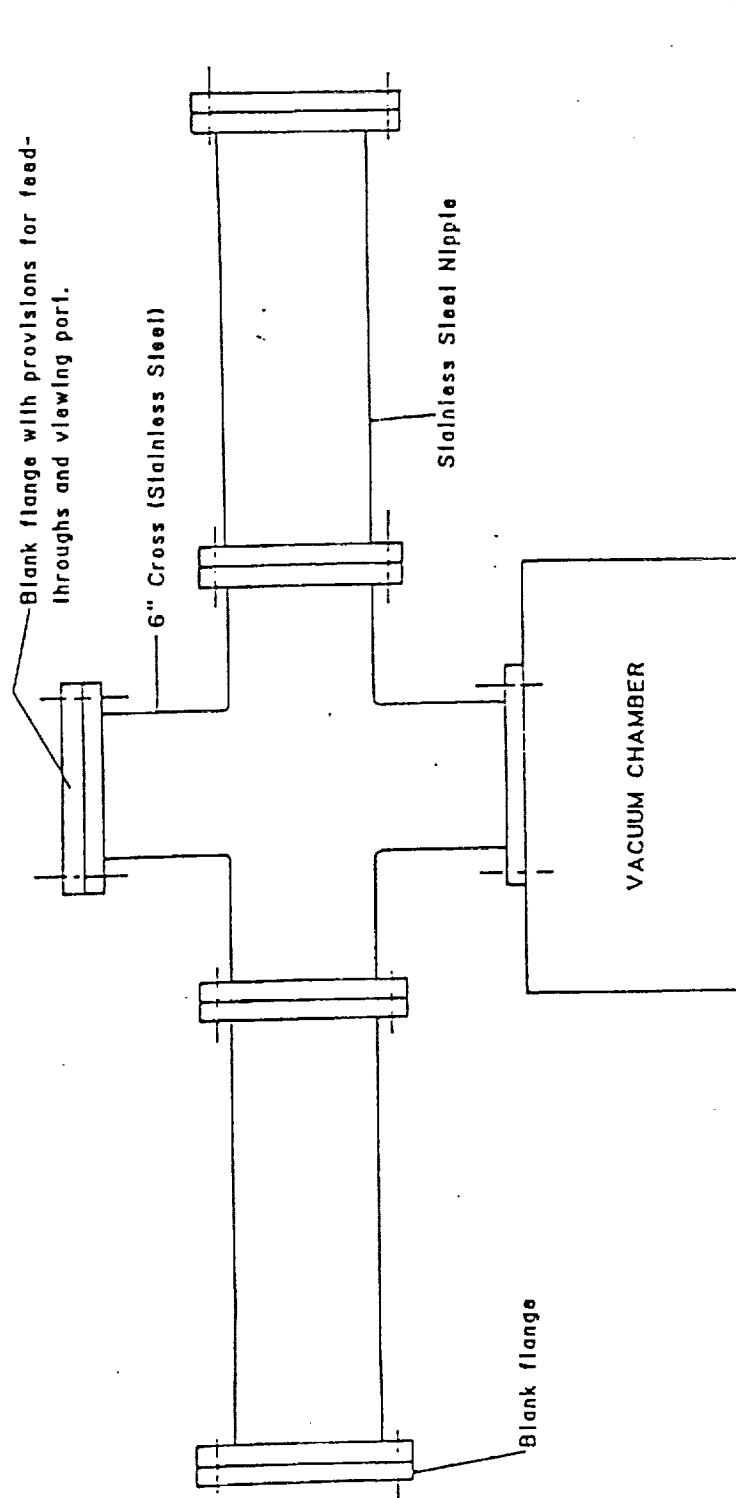 Blank flange with provisions for feed-
throughs and viewing port.
6" Cross (Stainless Steel)
Stainless Steel Nipple
VACUUM CHAMBER
Blank flange